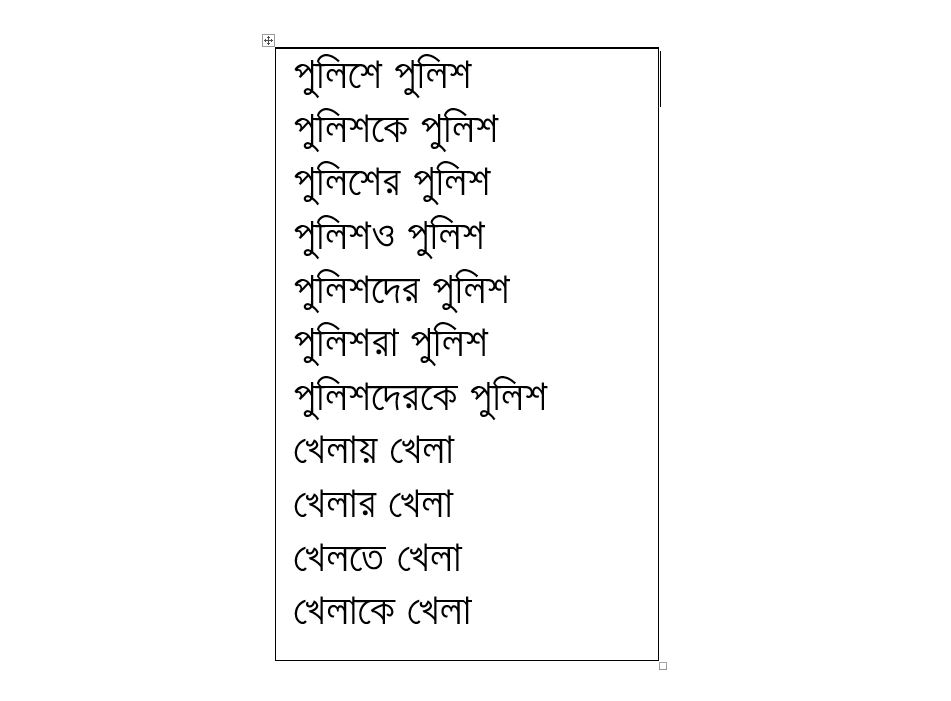 পুলিশে পুলিশ
পুলিশকে পুলিশ
পুলিশের পুলিশ
পুলিশও পুলিশ
পুলিশদের পুলিশ
পুলিশরা পুলিশ
পুলিশদেরকে পুলিশ
খেলায় খেলা
খেলার খেলা
খেলতে খেলা
খেলাকে খেলা